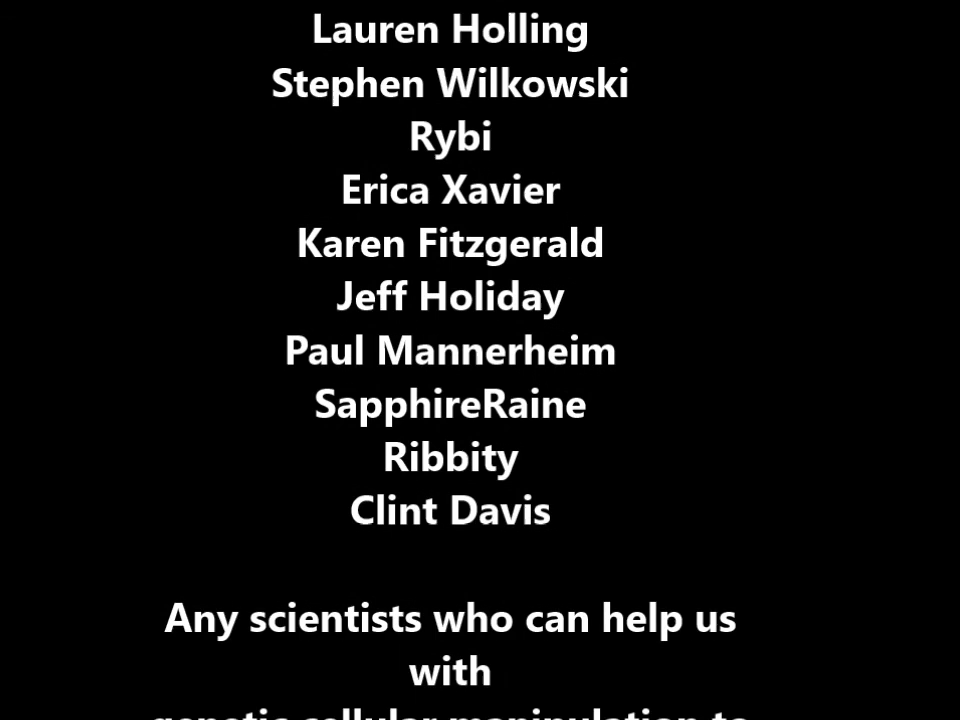 Lauren Holling
Stephen Wilkowski
Rybi
Erica Xavier
Karen Fitzgerald
Jeff Holiday
Paul Mannerheim
SapphireRaine
Ribbity
Clint Davis
Any scientists who can help us
with
genetic cellular manipulation to